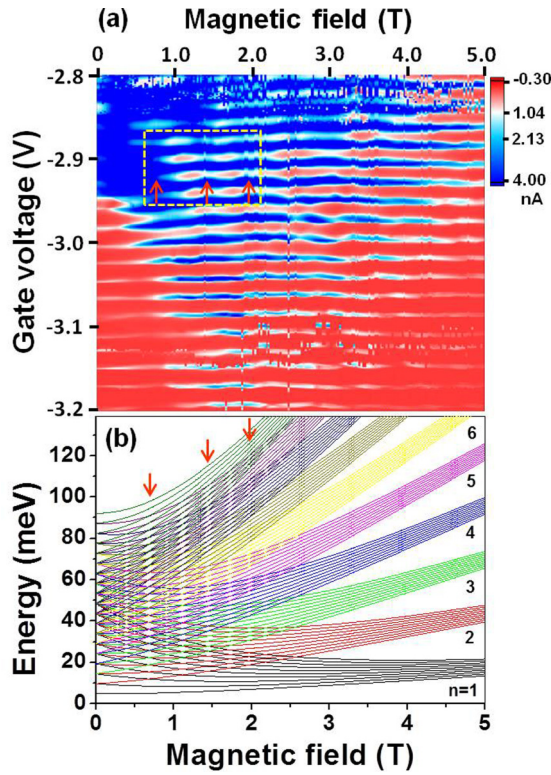 Magnetic field (T)
(a)
0.0 1.0 2.0 3.0 4.0 5.0
-2.8
-2.9
-3.0
-3.1
-3.2
Gate voltage (V)
-0.30
1.04
2.13
4.00
nA
(b)
120
100
80
60
40
20
0
Energy (meV)
6
5
4
3
2
n=1
0 1 2 3 4 5
Magnetic field (T)